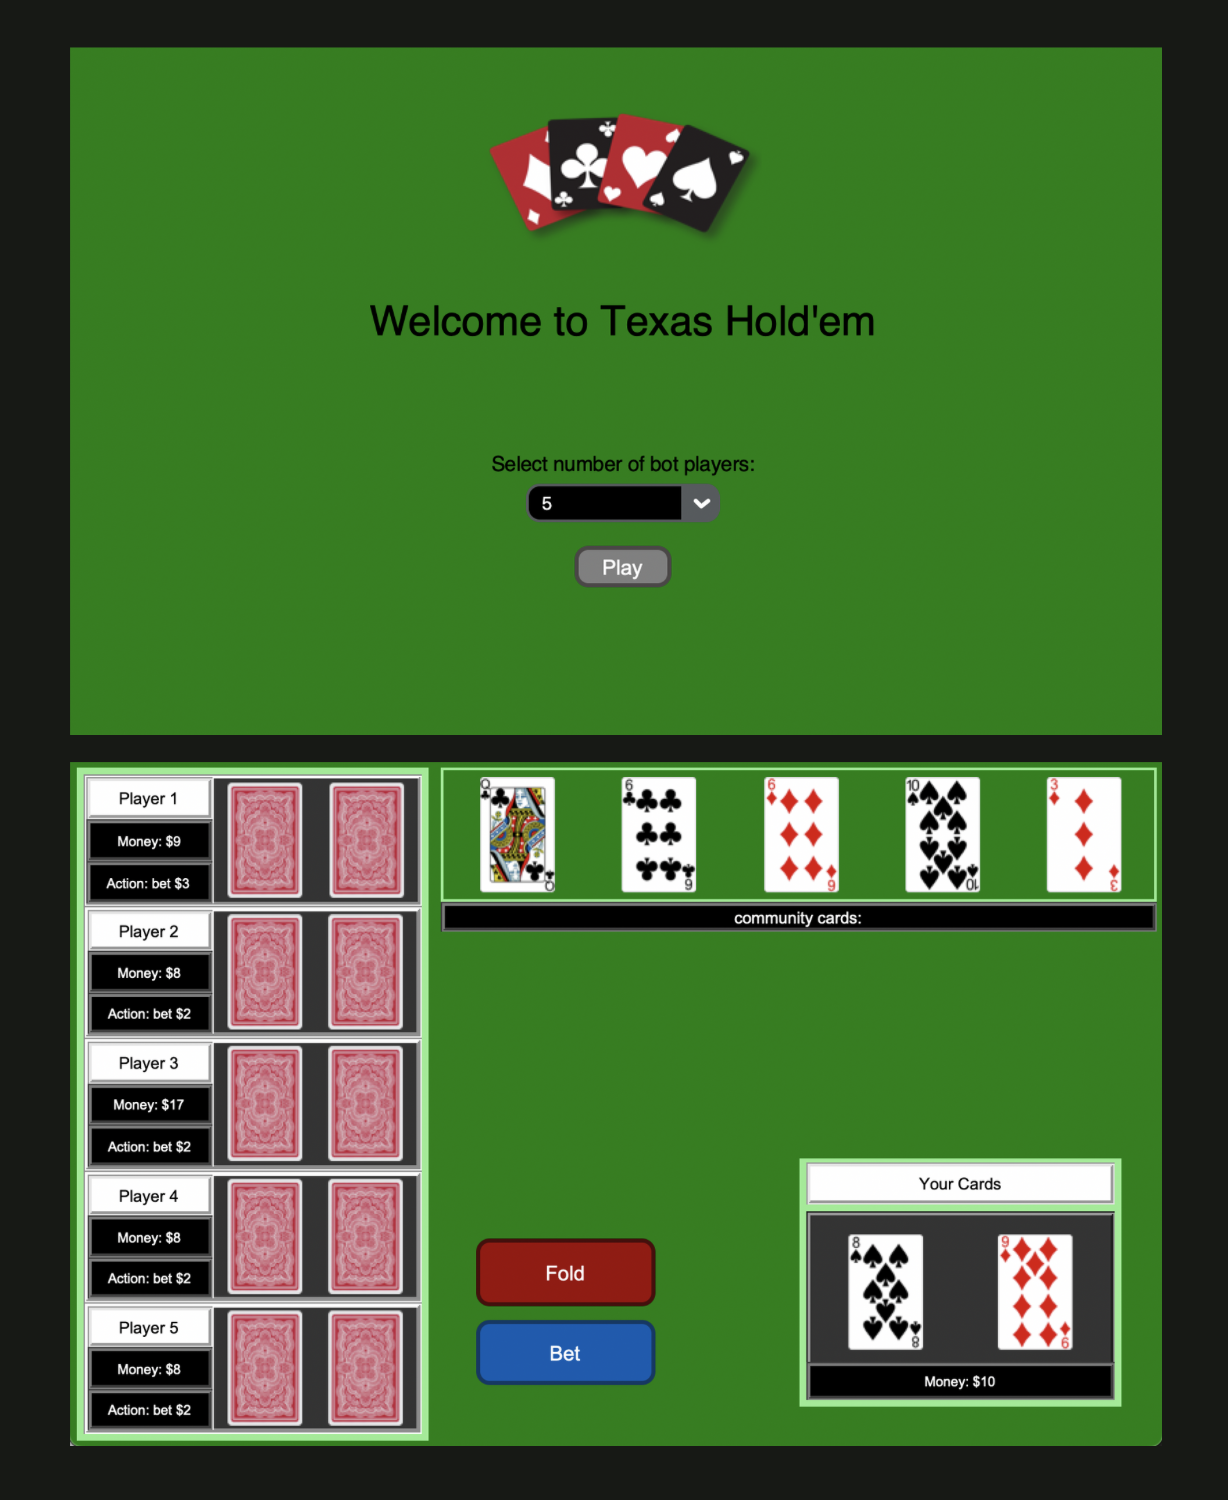 Welcome to Texas Hold'em
Select number of bot players:
5
Play
Player 1
Money: $9
Action: bet $3
Player 2
Money: $8
Action: bet $2
Player 3
Money: $17
Action: bet $2
Player 4
Money: $8
Action: bet $2
Player 5
Money: $8
Action: bet $2
Q Q
6 6
6 6
10 10
3 3
community cards:
Fold
Bet
Your Cards
8 8
9 9
Money: $10